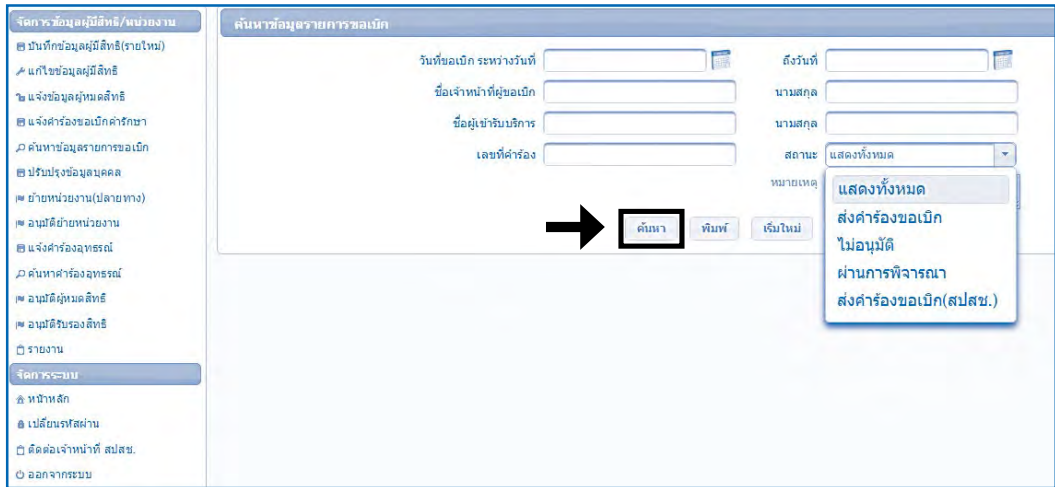 จัดการข้อมูลผู้มีสิทธิ/หน่วยงาน
บันทึกข้อมูลผู้มีสิทธิ(รายใหม่)
แก้ไขข้อมูลผู้มีสิทธิ
แจ้งข้อมูลผู้หมดสิทธิ
แจ้งคำร้องขอเบิกค่ารักษา
ค้นหาข้อมูลรายการขอเบิก
ปรับปรุงข้อมูลบุคคล
ย้ายหน่วยงาน(ปลายทาง)
อนุมัติย้ายหน่วยงาน
แจ้งคำร้องอุทธรณ์
ค้นหาคำร้องอุทธรณ์
อนุมัติผู้หมดสิทธิ
อนุมัติรับรองสิทธิ
รายงาน
จัดการระบบ
หน้าหลัก
เปลี่ยนรหัสผ่าน
ติดต่อเจ้าหน้าที่ สปสช.
ออกจากระบบ
ค้นหาข้อมูลรายการขอเบิก
วันที่ขอเบิก ระหว่างวันที่ ถึงวันที่
ชื่อเจ้าหน้าที่ผู้ขอเบิก นามสกุล
ชื่อผู้เข้ารับบริการ นามสกุล
เลขที่คำร้อง สถานะ แสดงทั้งหมด
หมายเหตุ
แสดงทั้งหมด
ส่งคำร้องขอเบิก
ไม่อนุมัติ
ผ่านการพิจารณา
ส่งคำร้องขอเบิก(สปสช.)
ค้นหา พิมพ์ เริ่มใหม่